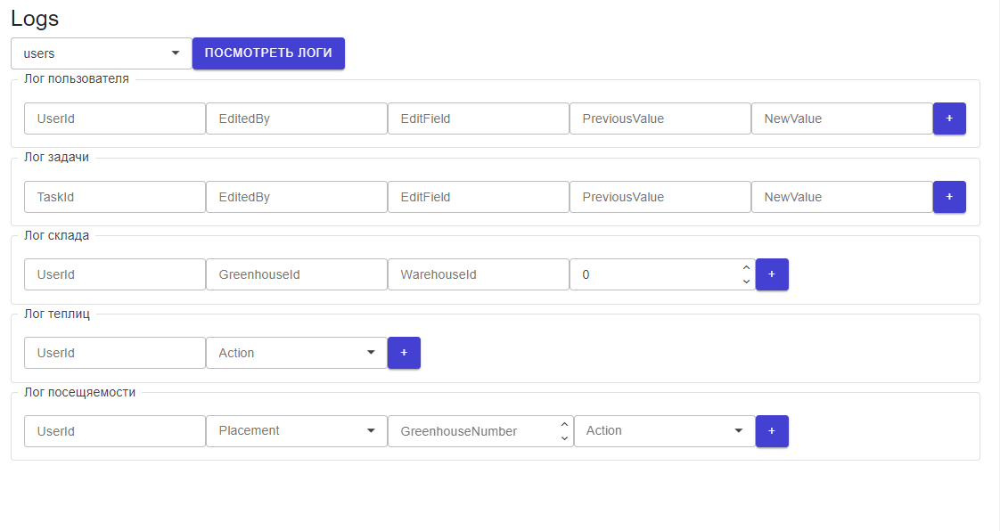 Logs
users ПОСМОТРЕТЬ ЛОГИ
Лог пользователя
UserId EditedBy EditField PreviousValue NewValue +
Лог задачи
TaskId EditedBy EditField PreviousValue NewValue +
Лог склада
UserId GreenhouseId WarehouseId 0 +
Лог теплиц
UserId Action +
Лог посещяемости
UserId Placement GreenhouseNumber Action +